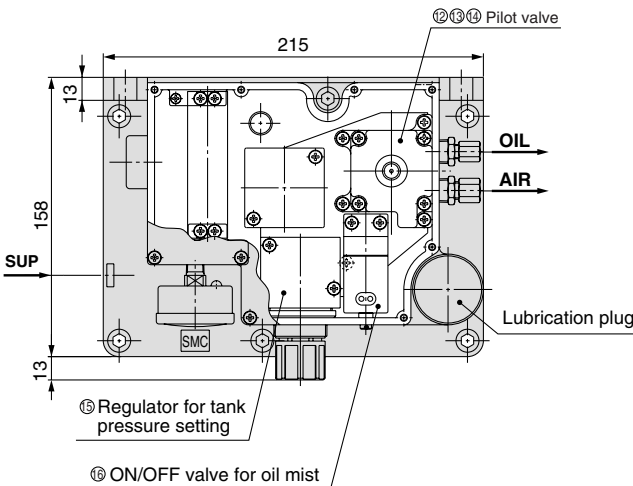 ⑫⑬⑭ Pilot valve
215
13
OIL
AIR
158
SUP
Lubrication plug
SMC
13
⑮ Regulator for tank
pressure setting
⑯ ON/OFF valve for oil mist